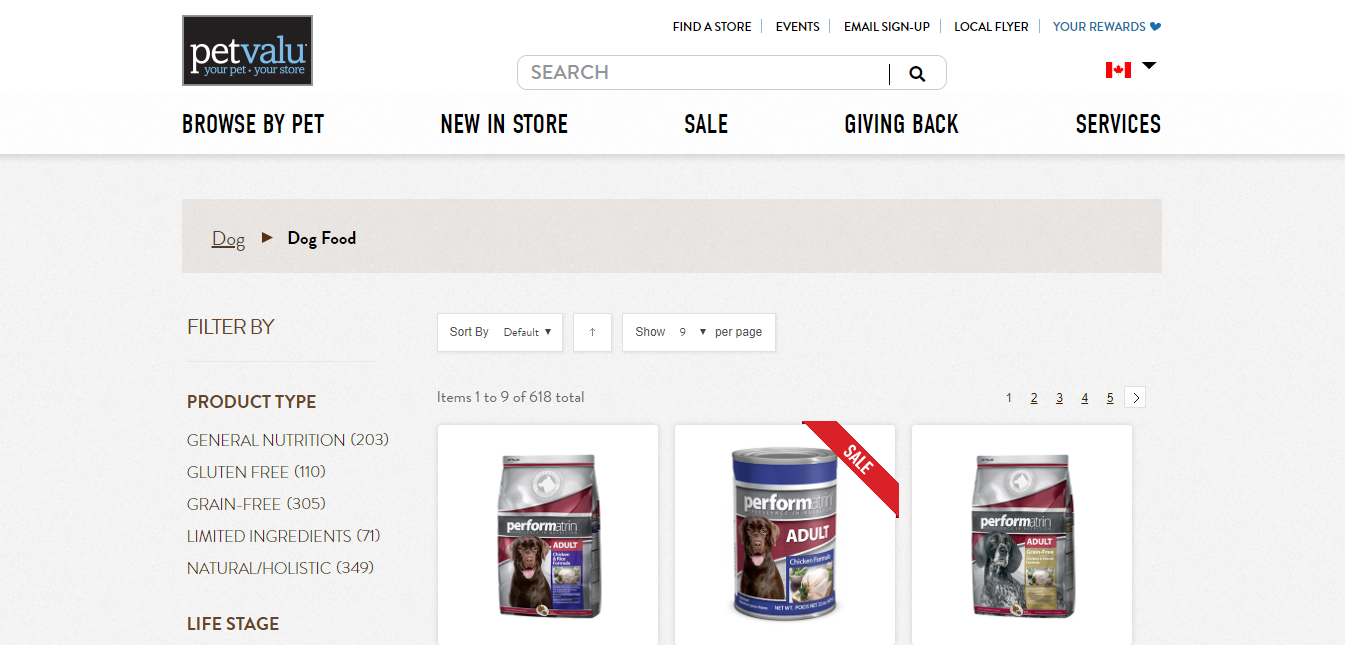 FIND A STORE EVENTS EMAIL SIGN-UP LOCAL FLYER YOUR REWARDS
petvalu
your pet · your store
SEARCH
BROWSE BY PET NEW IN STORE SALE GIVING BACK SERVICES
Dog Dog Food
FILTER BY
Sort By Default Show 9 per page
PRODUCT TYPE
Items 1 to 9 of 618 total
1 2 3 4 5
GENERAL NUTRITION (203)
GLUTEN FREE (110)
GRAIN-FREE (305)
LIMITED INGREDIENTS (71)
NATURAL/HOLISTIC (349)
LIFE STAGE
performatrin
ADULT
Chicken
& Rice
Formula
SALE
performatrin
ADULT
Chicken Formula
performatrin
ADULT
Grain-Free